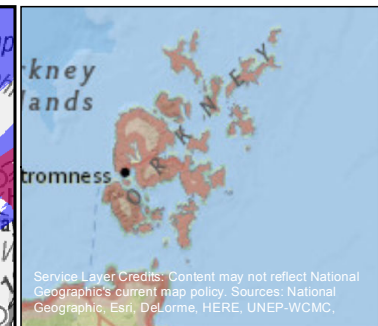 rkney
lands
ORKNEY
tromness
Service Layer Credits: Content may not reflect National
Geographic's current map policy. Sources: National
Geographic, Esri, DeLorme, HERE, UNEP-WCMC,